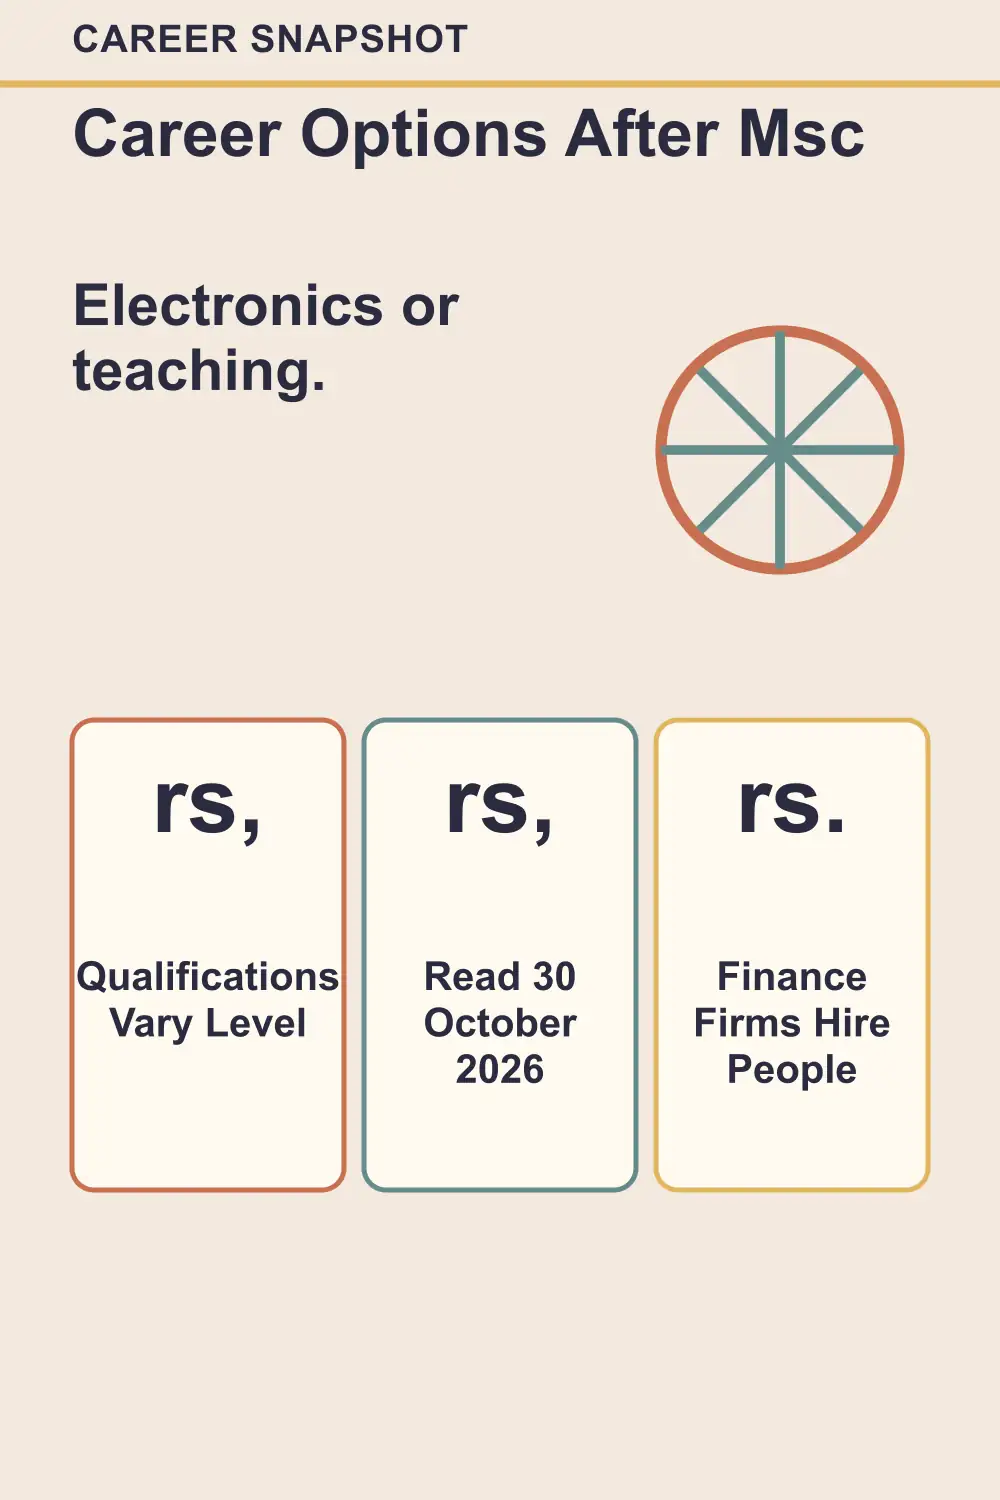 CAREER SNAPSHOT
Career Options After Msc
Electronics or
teaching.
rs,
Qualifications
Vary Level
rs,
Read 30
October
2026
rs.
Finance
Firms Hire
People